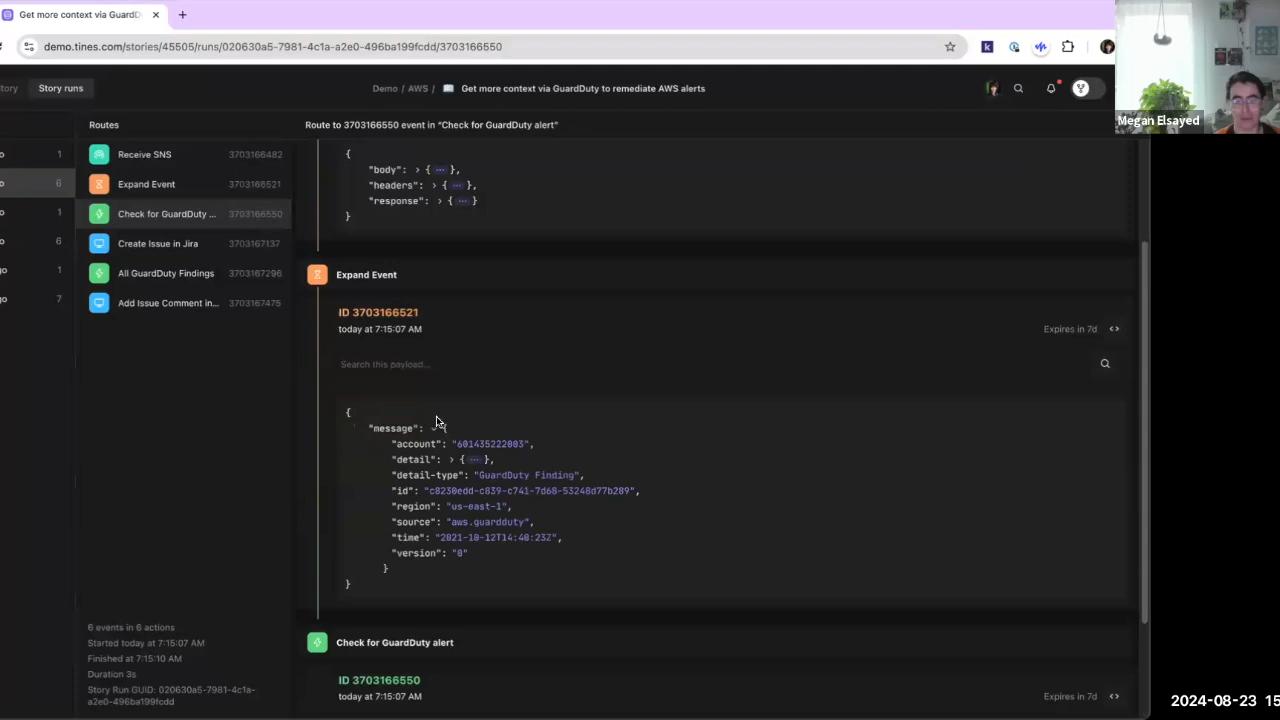 Get more context via GuardD
demo.tines.com/stories/45505/runs/020630a5-7981-4c1a-a2e0-496ba199fcdd/3703166550
Megan Elsayed
tory
Story runs
Demo / AWS / Get more context via GuardDuty to remediate AWS alerts
Routes
Route to 3703166550 event in "Check for GuardDuty alert"
o 1
Receive SNS 3703166482
o 6
Expand Event 3703166521
o 1
Check for GuardDuty ... 3703166550
o 6
Create Issue in Jira 3703167137
go 1
All GuardDuty Findings 3703167296
go 7
Add Issue Comment in... 3703167475
{
"body": > { ... },
"headers": > { ... },
"response": > { ... }
}
Expand Event
ID 3703166521
today at 7:15:07 AM
Expires in 7d <>
Search this payload...
{
"message": {
"account": "601435222003",
"detail": > { ... },
"detail-type": "GuardDuty Finding",
"id": "c8230edd-c839-c741-7d68-53248d77b289",
"region": "us-east-1",
"source": "aws.guardduty",
"time": "2021-10-12T14:40:23Z",
"version": "0"
}
}
Check for GuardDuty alert
ID 3703166550
today at 7:15:07 AM
Expires in 7d <>
6 events in 6 actions
Started today at 7:15:07 AM
Finished at 7:15:10 AM
Duration 3s
Story Run GUID: 020630a5-7981-4c1a-
a2e0-496ba199fcdd
2024-08-23 15